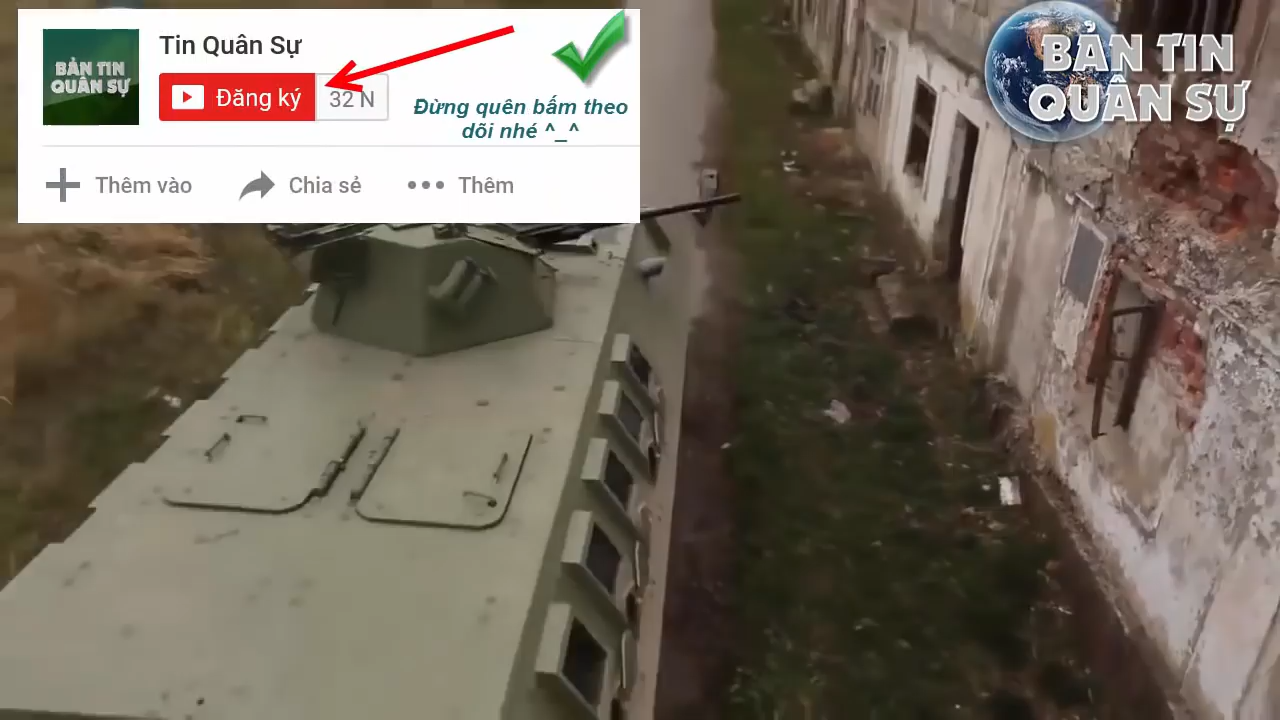 Tin Quân Sự
BẢN TIN
QUÂN SỰ
Đăng ký
32 N
Đừng quên bấm theo
dõi nhé ^_^
Thêm vào
Chia sẻ
Thêm
BẢN TIN
QUÂN SỰ